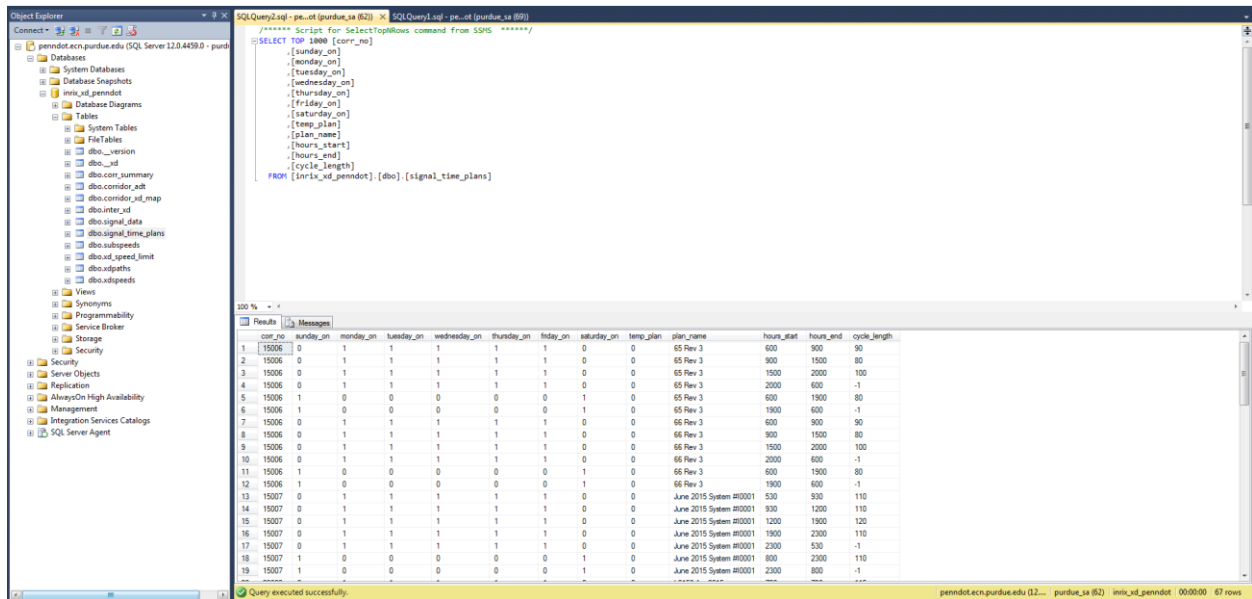 Object Explorer
Connect
penndot.ecn.purdue.edu (SQL Server 12.0.4459.0 - purd
Databases
System Databases
Database Snapshots
inrix_xd_penndot
Database Diagrams
Tables
System Tables
FileTables
dbo.__version
dbo.__xd
dbo.corr_summary
dbo.corridor_adt
dbo.corridor_xd_map
dbo.inter_xd
dbo.signal_data
dbo.signal_time_plans
dbo.subspeeds
dbo.xd_speed_limit
dbo.xdpaths
dbo.xdspeeds
Views
Synonyms
Programmability
Service Broker
Storage
Security
Security
Server Objects
Replication
AlwaysOn High Availability
Management
Integration Services Catalogs
SQL Server Agent
SQLQuery2.sql - pe...ot (purdue_sa (62)) SQLQuery1.sql - pe...ot (purdue_sa (69))
/****** Script for SelectTopNRows command from SSMS ******/
SELECT TOP 1000 [corr_no]
,[sunday_on]
,[monday_on]
,[tuesday_on]
,[wednesday_on]
,[thursday_on]
,[friday_on]
,[saturday_on]
,[temp_plan]
,[plan_name]
,[hours_start]
,[hours_end]
,[cycle_length]
FROM [inrix_xd_penndot].[dbo].[signal_time_plans]
100 %
Results Messages
corr_no sunday_on monday_on tuesday_on wednesday_on thursday_on friday_on saturday_on temp_plan plan_name hours_start hours_end cycle_length
1 15006 0 1 1 1 1 1 0 0 65 Rev 3 600 900 90
2 15006 0 1 1 1 1 1 0 0 65 Rev 3 900 1500 80
3 15006 0 1 1 1 1 1 0 0 65 Rev 3 1500 2000 100
4 15006 0 1 1 1 1 1 0 0 65 Rev 3 2000 600 -1
5 15006 1 0 0 0 0 0 1 0 65 Rev 3 600 1900 80
6 15006 1 0 0 0 0 0 1 0 65 Rev 3 1900 600 -1
7 15006 0 1 1 1 1 1 0 0 66 Rev 3 600 900 90
8 15006 0 1 1 1 1 1 0 0 66 Rev 3 900 1500 80
9 15006 0 1 1 1 1 1 0 0 66 Rev 3 1500 2000 100
10 15006 0 1 1 1 1 1 0 0 66 Rev 3 2000 600 -1
11 15006 1 0 0 0 0 0 1 0 66 Rev 3 600 1900 80
12 15006 1 0 0 0 0 0 1 0 66 Rev 3 1900 600 -1
13 15007 0 1 1 1 1 1 0 0 June 2015 System #I0001 530 930 110
14 15007 0 1 1 1 1 1 0 0 June 2015 System #I0001 930 1200 110
15 15007 0 1 1 1 1 1 0 0 June 2015 System #I0001 1200 1900 120
16 15007 0 1 1 1 1 1 0 0 June 2015 System #I0001 1900 2300 110
17 15007 0 1 1 1 1 1 0 0 June 2015 System #I0001 2300 530 -1
18 15007 1 0 0 0 0 0 1 0 June 2015 System #I0001 800 2300 110
19 15007 1 0 0 0 0 0 1 0 June 2015 System #I0001 2300 800 -1
Query executed successfully. penndot.ecn.purdue.edu (12.... purdue_sa (62) inrix_xd_penndot 00:00:00 67 rows